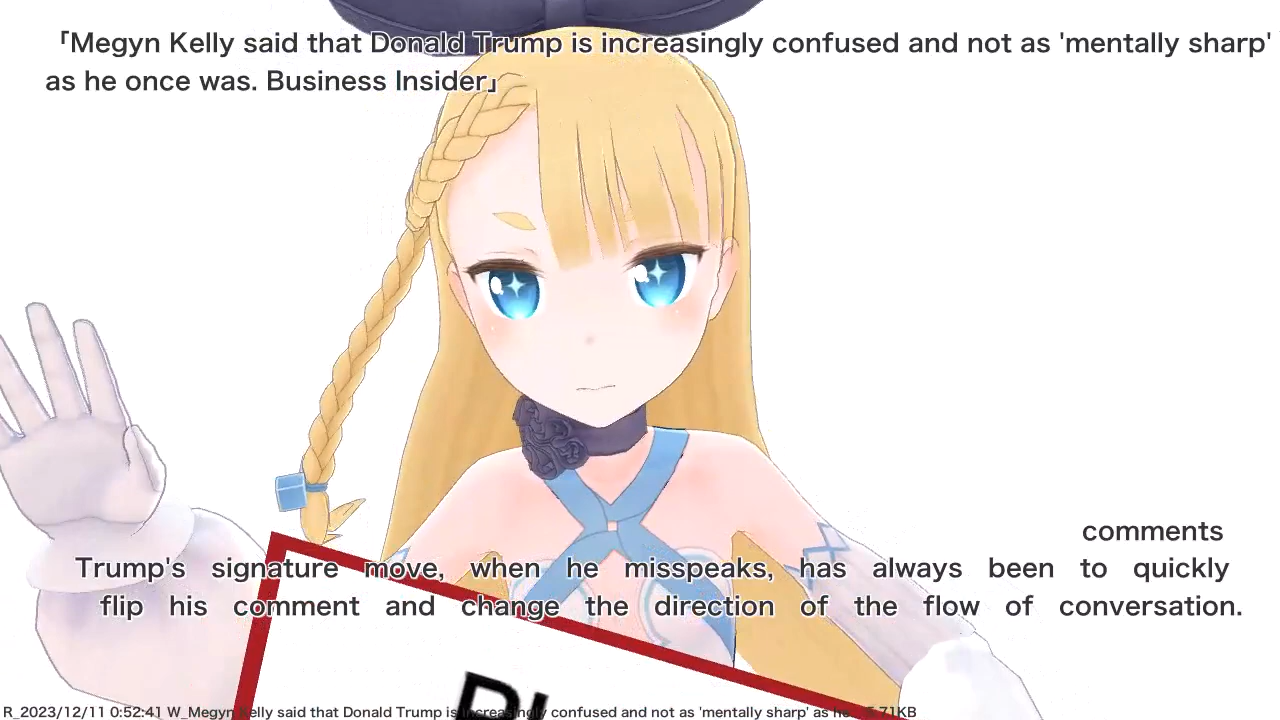 「Megyn Kelly said that Donald Trump is increasingly confused and not as 'mentally sharp'
as he once was. Business Insider」
comments
Trump's signature move, when he misspeaks, has always been to quickly
flip his comment and change the direction of the flow of conversation.
R_2023/12/11 0:52:41 W_Megyn Kelly said that Donald Trump is increasingly confused and not as 'mentally sharp' as he 5.71KB